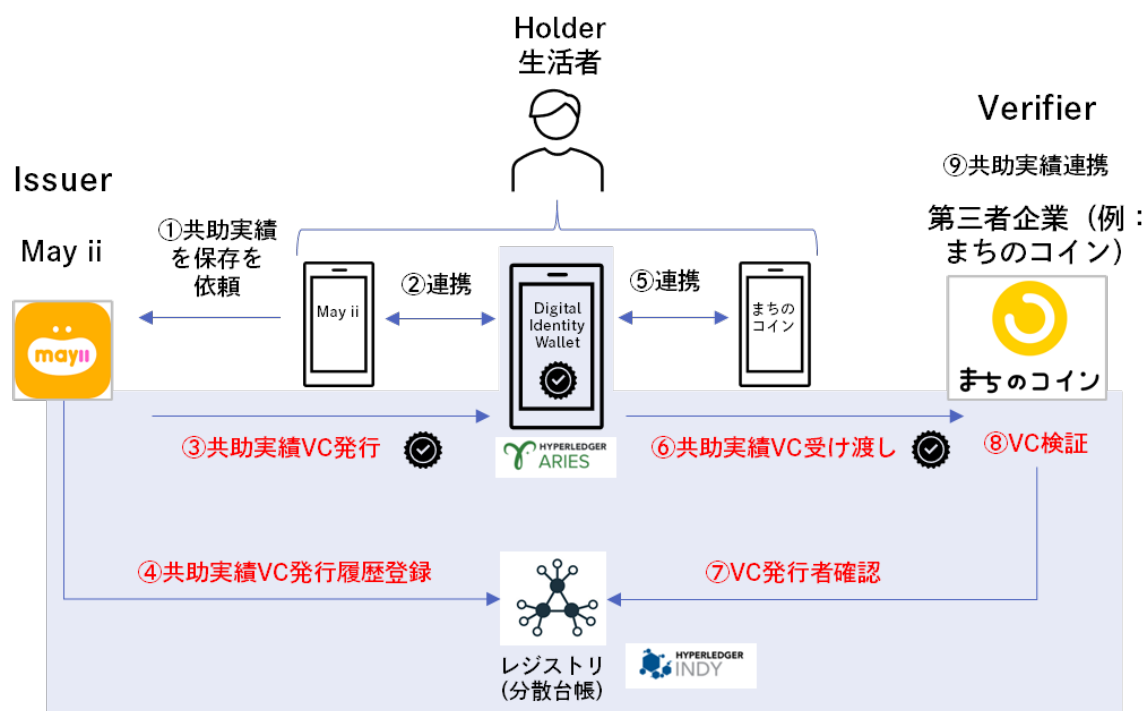 Holder
生活者
Verifier
⑨共助実績連携
第三者企業（例：
まちのコイン）
Issuer
May ii
①共助実績
を保存を
依頼
May ii
②連携
Digital
Identity
Wallet
⑤連携
まちの
コイン
mayii
まちのコイン
③共助実績VC発行
HYPERLEDGER
ARIES
⑥共助実績VC受け渡し
⑧VC検証
④共助実績VC発行履歴登録
⑦VC発行者確認
レジストリ
(分散台帳)
HYPERLEDGER
INDY